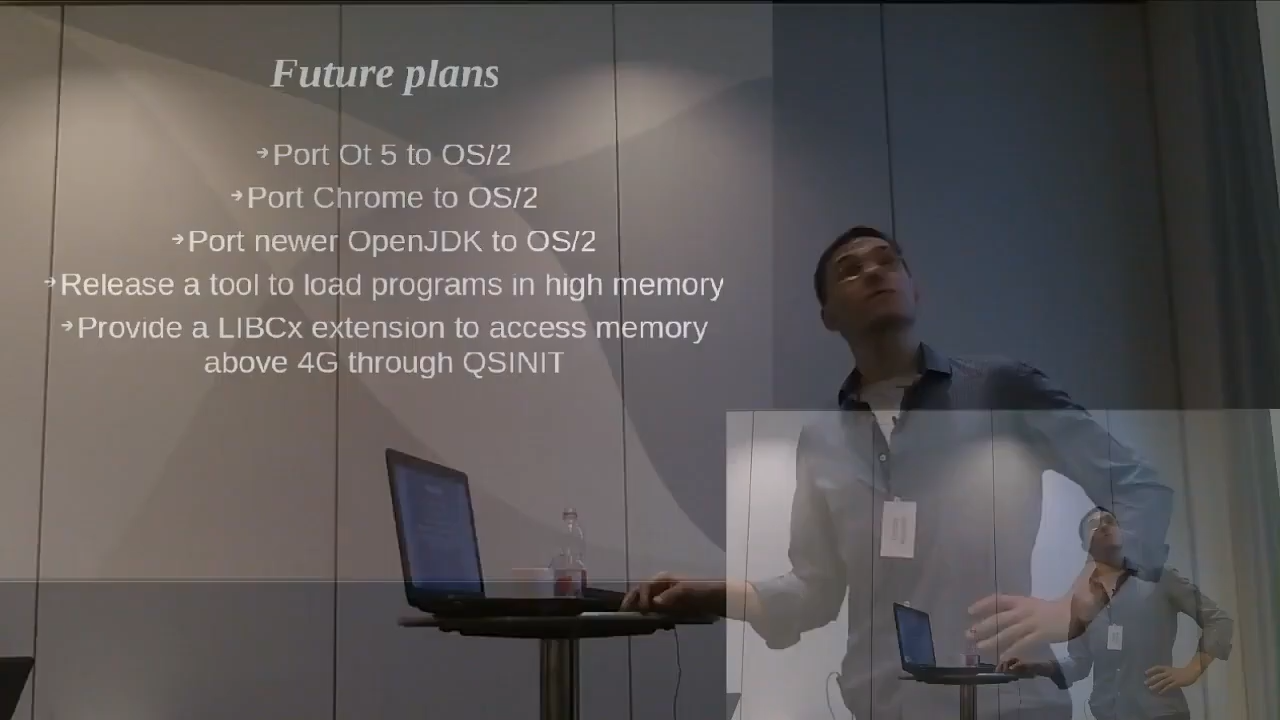 Future plans
→Port Qt 5 to OS/2
→Port Chrome to OS/2
→Port newer OpenJDK to OS/2
→Release a tool to load programs in high memory
→Provide a LIBCx extension to access memory
above 4G through QSINIT